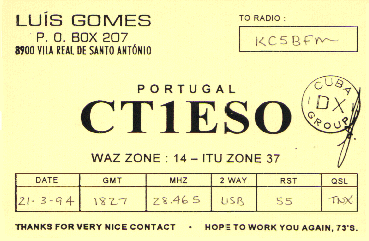 LUÍS GOMES
P. O. BOX 207
8900 VILA REAL DE SANTO ANTÓNIO
TO RADIO :
KC5BFM
PORTUGAL
CT1ESO
CUBA
DX
GROUP
WAZ ZONE : 14 – ITU ZONE 37
DATE GMT MHZ 2 WAY RST QSL
21-3-94 1827 28.465 USB 55 TNX
THANKS FOR VERY NICE CONTACT • HOPE TO WORK YOU AGAIN, 73'S.